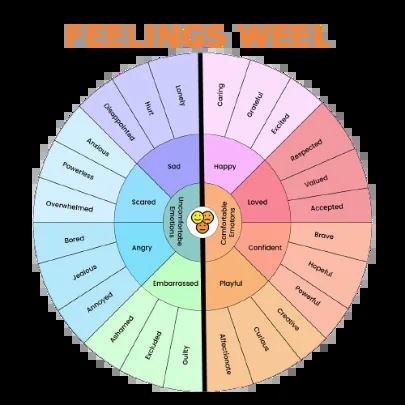 FEELINGS WEEL
Lonely
Hurt
Disappointed
Sad
Anxious
Powerless
Overwhelmed
Scared
Bored
Jealous
Annoyed
Angry
Ashamed
Excluded
Guilty
Embarrassed
Uncomfortable
Emotions
Comfortable
Emotions
Caring
Grateful
Excited
Happy
Respected
Valued
Accepted
Loved
Brave
Hopeful
Powerful
Confident
Creative
Curious
Affectionate
Playful